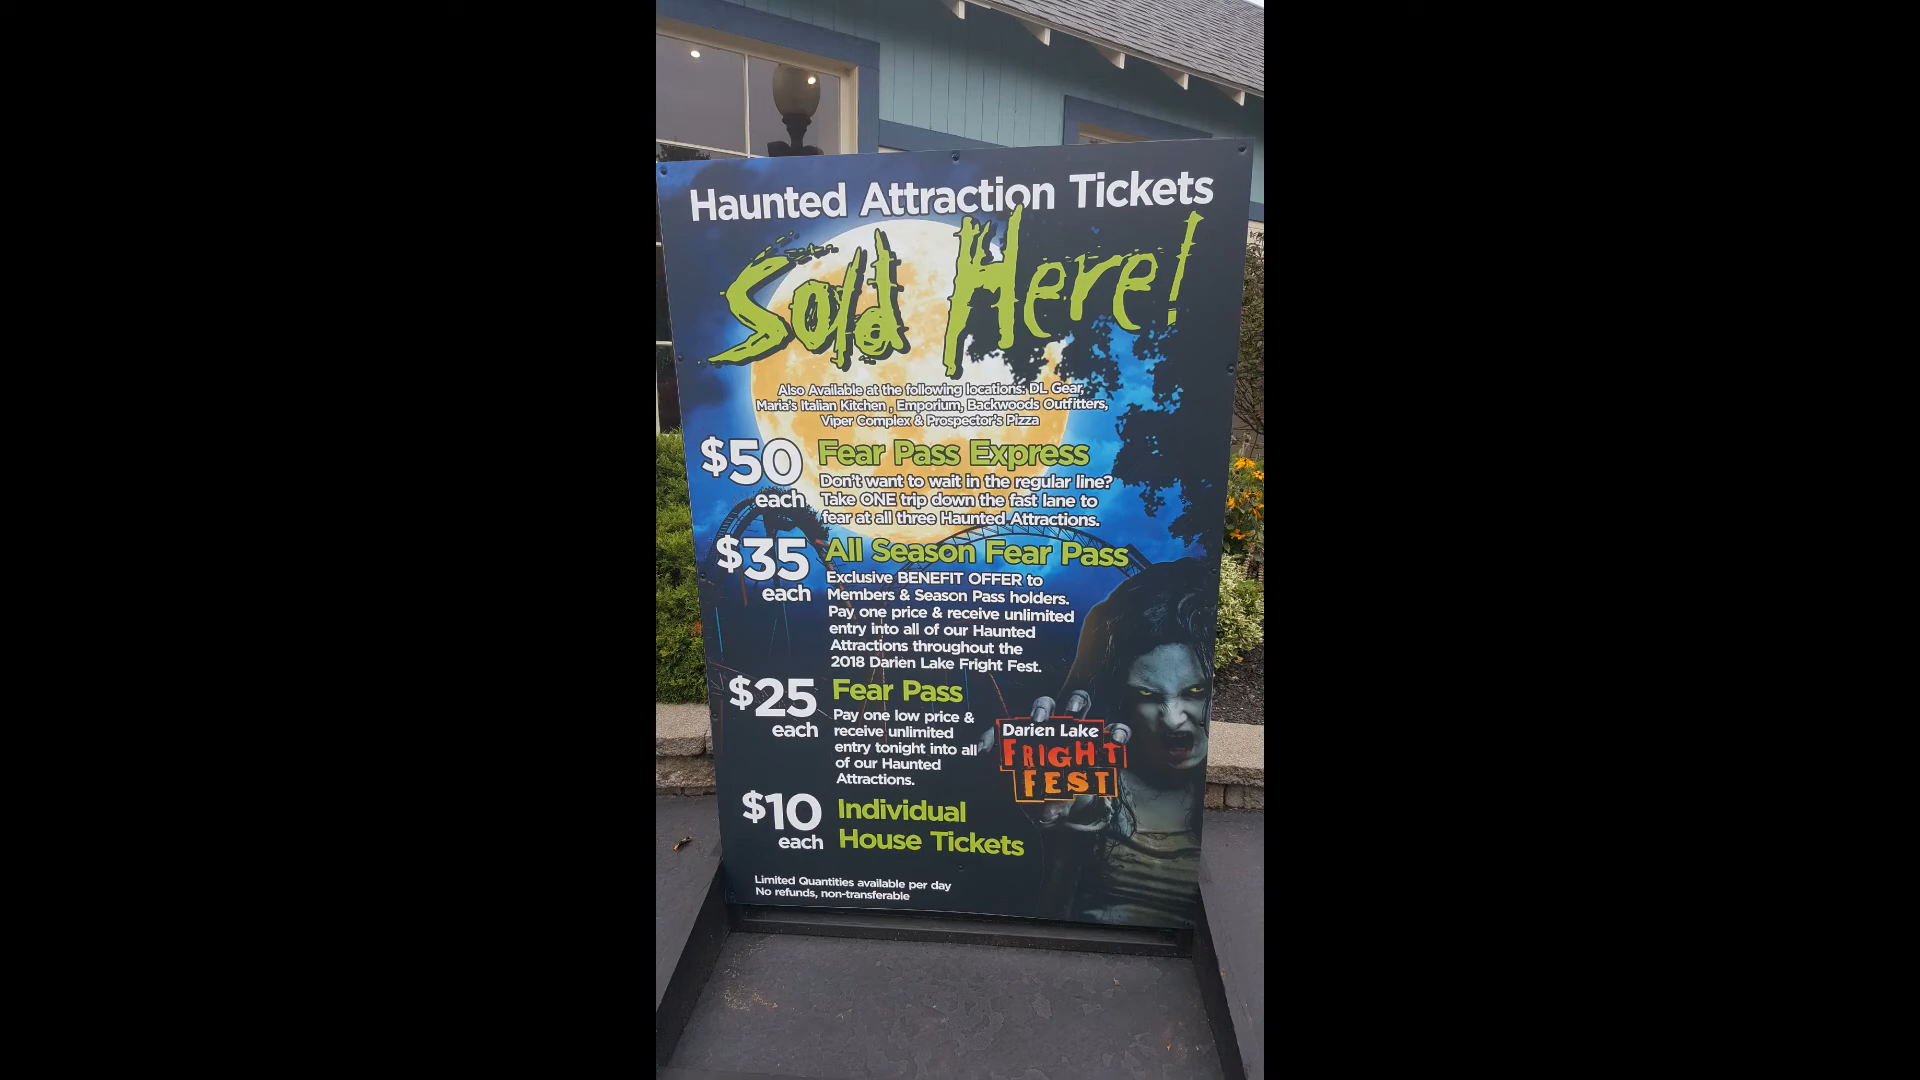 Haunted Attraction Tickets
Sold Here!
Also Available at the following locations: DL Gear,
Maria's Italian Kitchen , Emporium, Backwoods Outfitters,
Viper Complex & Prospector's Pizza
$50 each
Fear Pass Express
Don't want to wait in the regular line?
Take ONE trip down the fast lane to
fear at all three Haunted Attractions.
$35 each
All Season Fear Pass
Exclusive BENEFIT OFFER to
Members & Season Pass holders.
Pay one price & receive unlimited
entry into all of our Haunted
Attractions throughout the
2018 Darien Lake Fright Fest.
$25 each
Fear Pass
Pay one low price &
receive unlimited
entry tonight into all
of our Haunted
Attractions.
Darien Lake
FRIGHT
FEST
$10 each
Individual
House Tickets
Limited Quantities available per day
No refunds, non-transferable